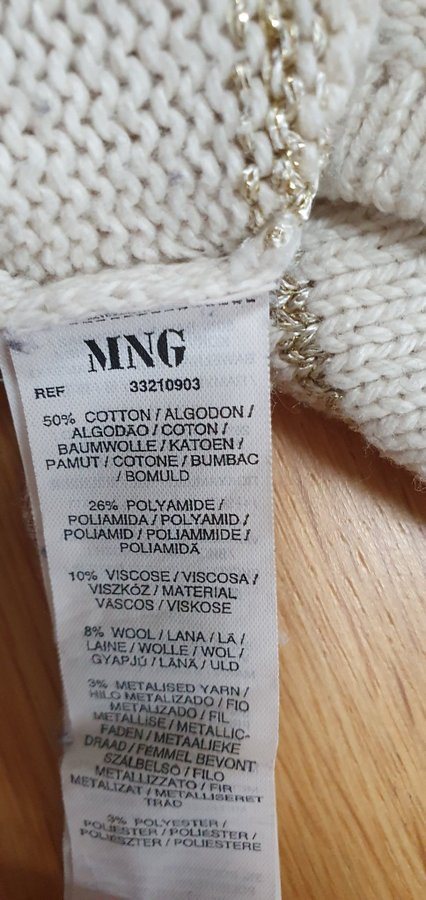 MNG
REF 33210903
50% COTTON / ALGODON /
ALGODÃO / COTON /
BAUMWOLLE / KATOEN /
PAMUT / COTONE / BUMBAC
/ BOMULD
26% POLYAMIDE /
POLIAMIDA / POLYAMID /
POLIAMID / POLIAMMIDE /
POLIAMIDĂ
10% VISCOSE / VISCOSA /
VISZKÓZ / MATERIAL
VÂSCOS / VISKOSE
8% WOOL / LANA / LÃ /
LAINE / WOLLE / WOL /
GYAPJÚ / LÂNĂ / ULD
3% METALISED YARN /
HILO METALIZADO / FIO
METALIZADO / FIL
METALLISE / METALLIC-
FADEN / METAALIEKE
DRAAD / FÉMMEL BEVONT
SZÁLBELSŐ / FILO
METALLIZZATO / FIR
METALIZAT / METALLISERET
TRÅD
3% POLYESTER /
POLIESTER / POLIÉSTER /
POLIÉSZTER / POLIESTERE